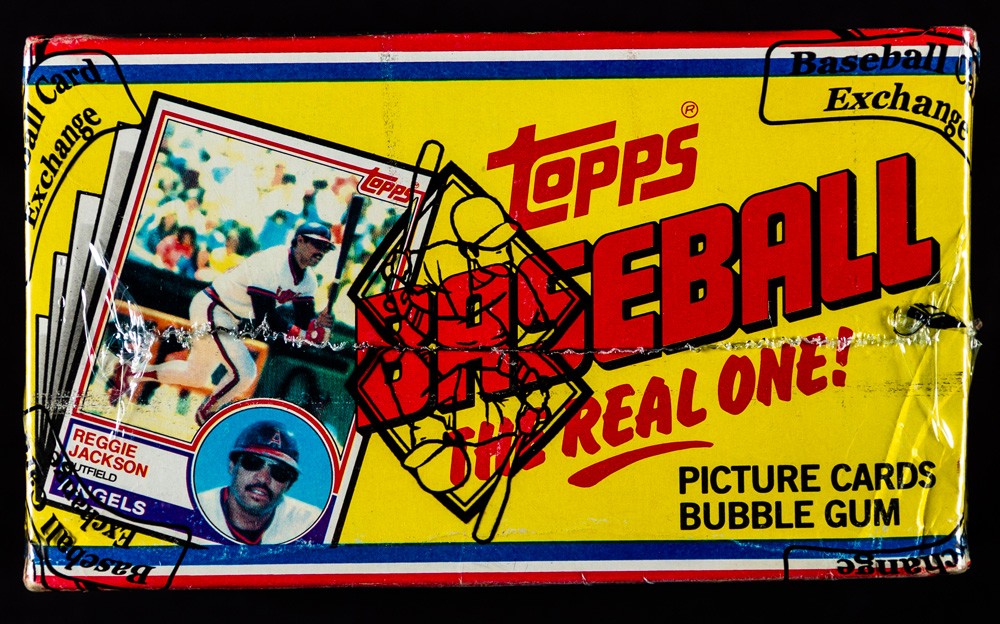 Baseball
Exchange
all Card
Exchange
topps®
topps
BASEBALL
THE REAL ONE!
REGGIE
JACKSON
OUTFIELD
ANGELS
A
PICTURE CARDS
BUBBLE GUM
Exchange
Baseball
change